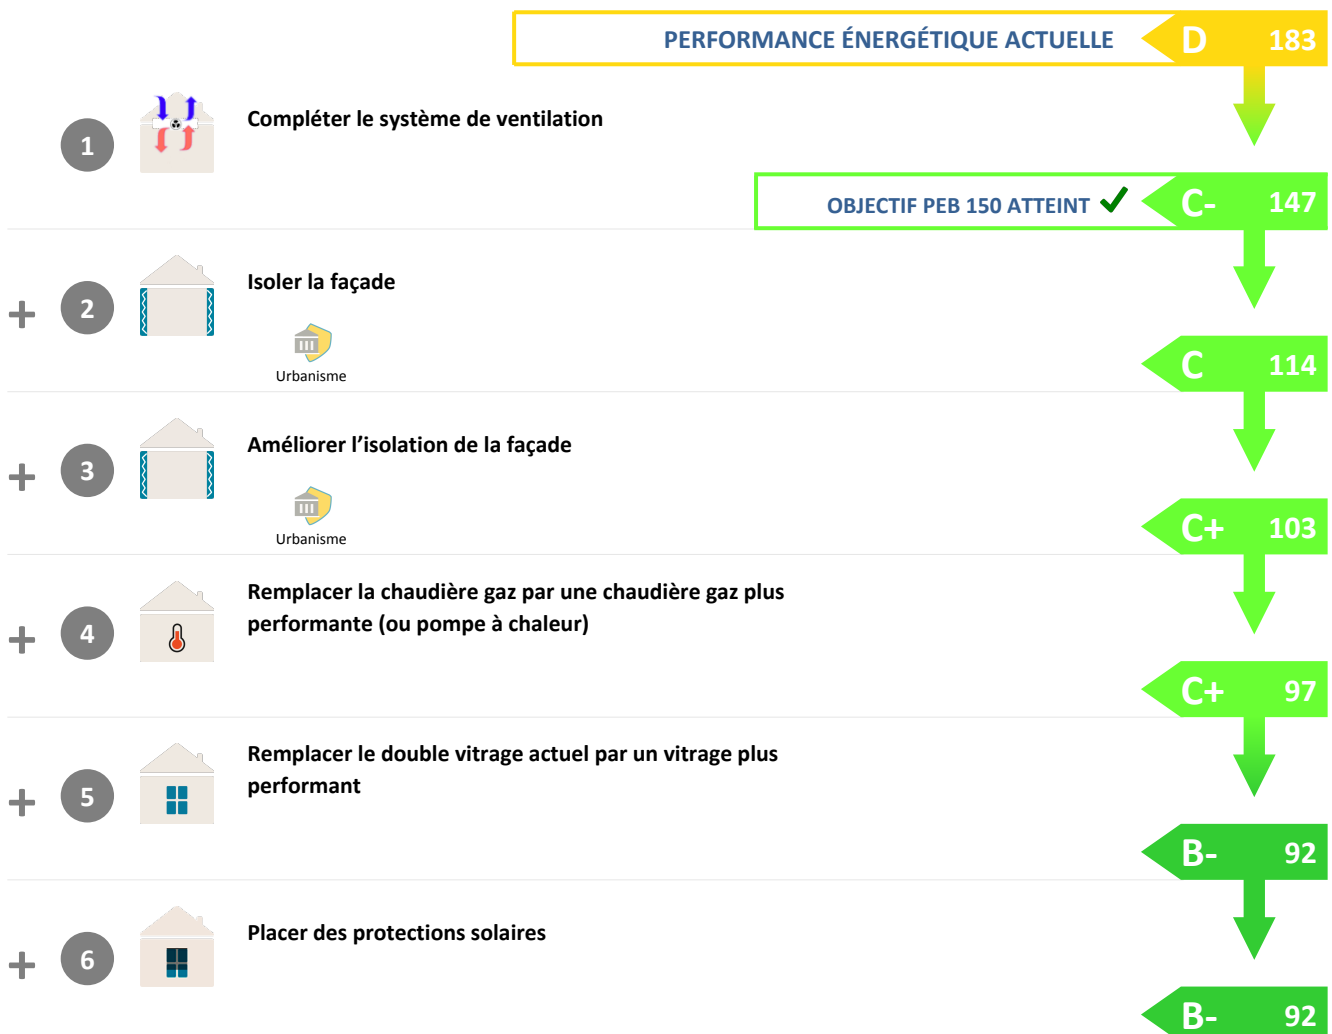 PERFORMANCE ÉNERGÉTIQUE ACTUELLE D 183
1 Compléter le système de ventilation
OBJECTIF PEB 150 ATTEINT ✔ C- 147
+ 2 Isoler la façade
Urbanisme
C 114
+ 3 Améliorer l’isolation de la façade
Urbanisme
C+ 103
Remplacer la chaudière gaz par une chaudière gaz plus
+ 4 performante (ou pompe à chaleur)
C+ 97
Remplacer le double vitrage actuel par un vitrage plus
+ 5 performant
B- 92
+ 6 Placer des protections solaires
B- 92